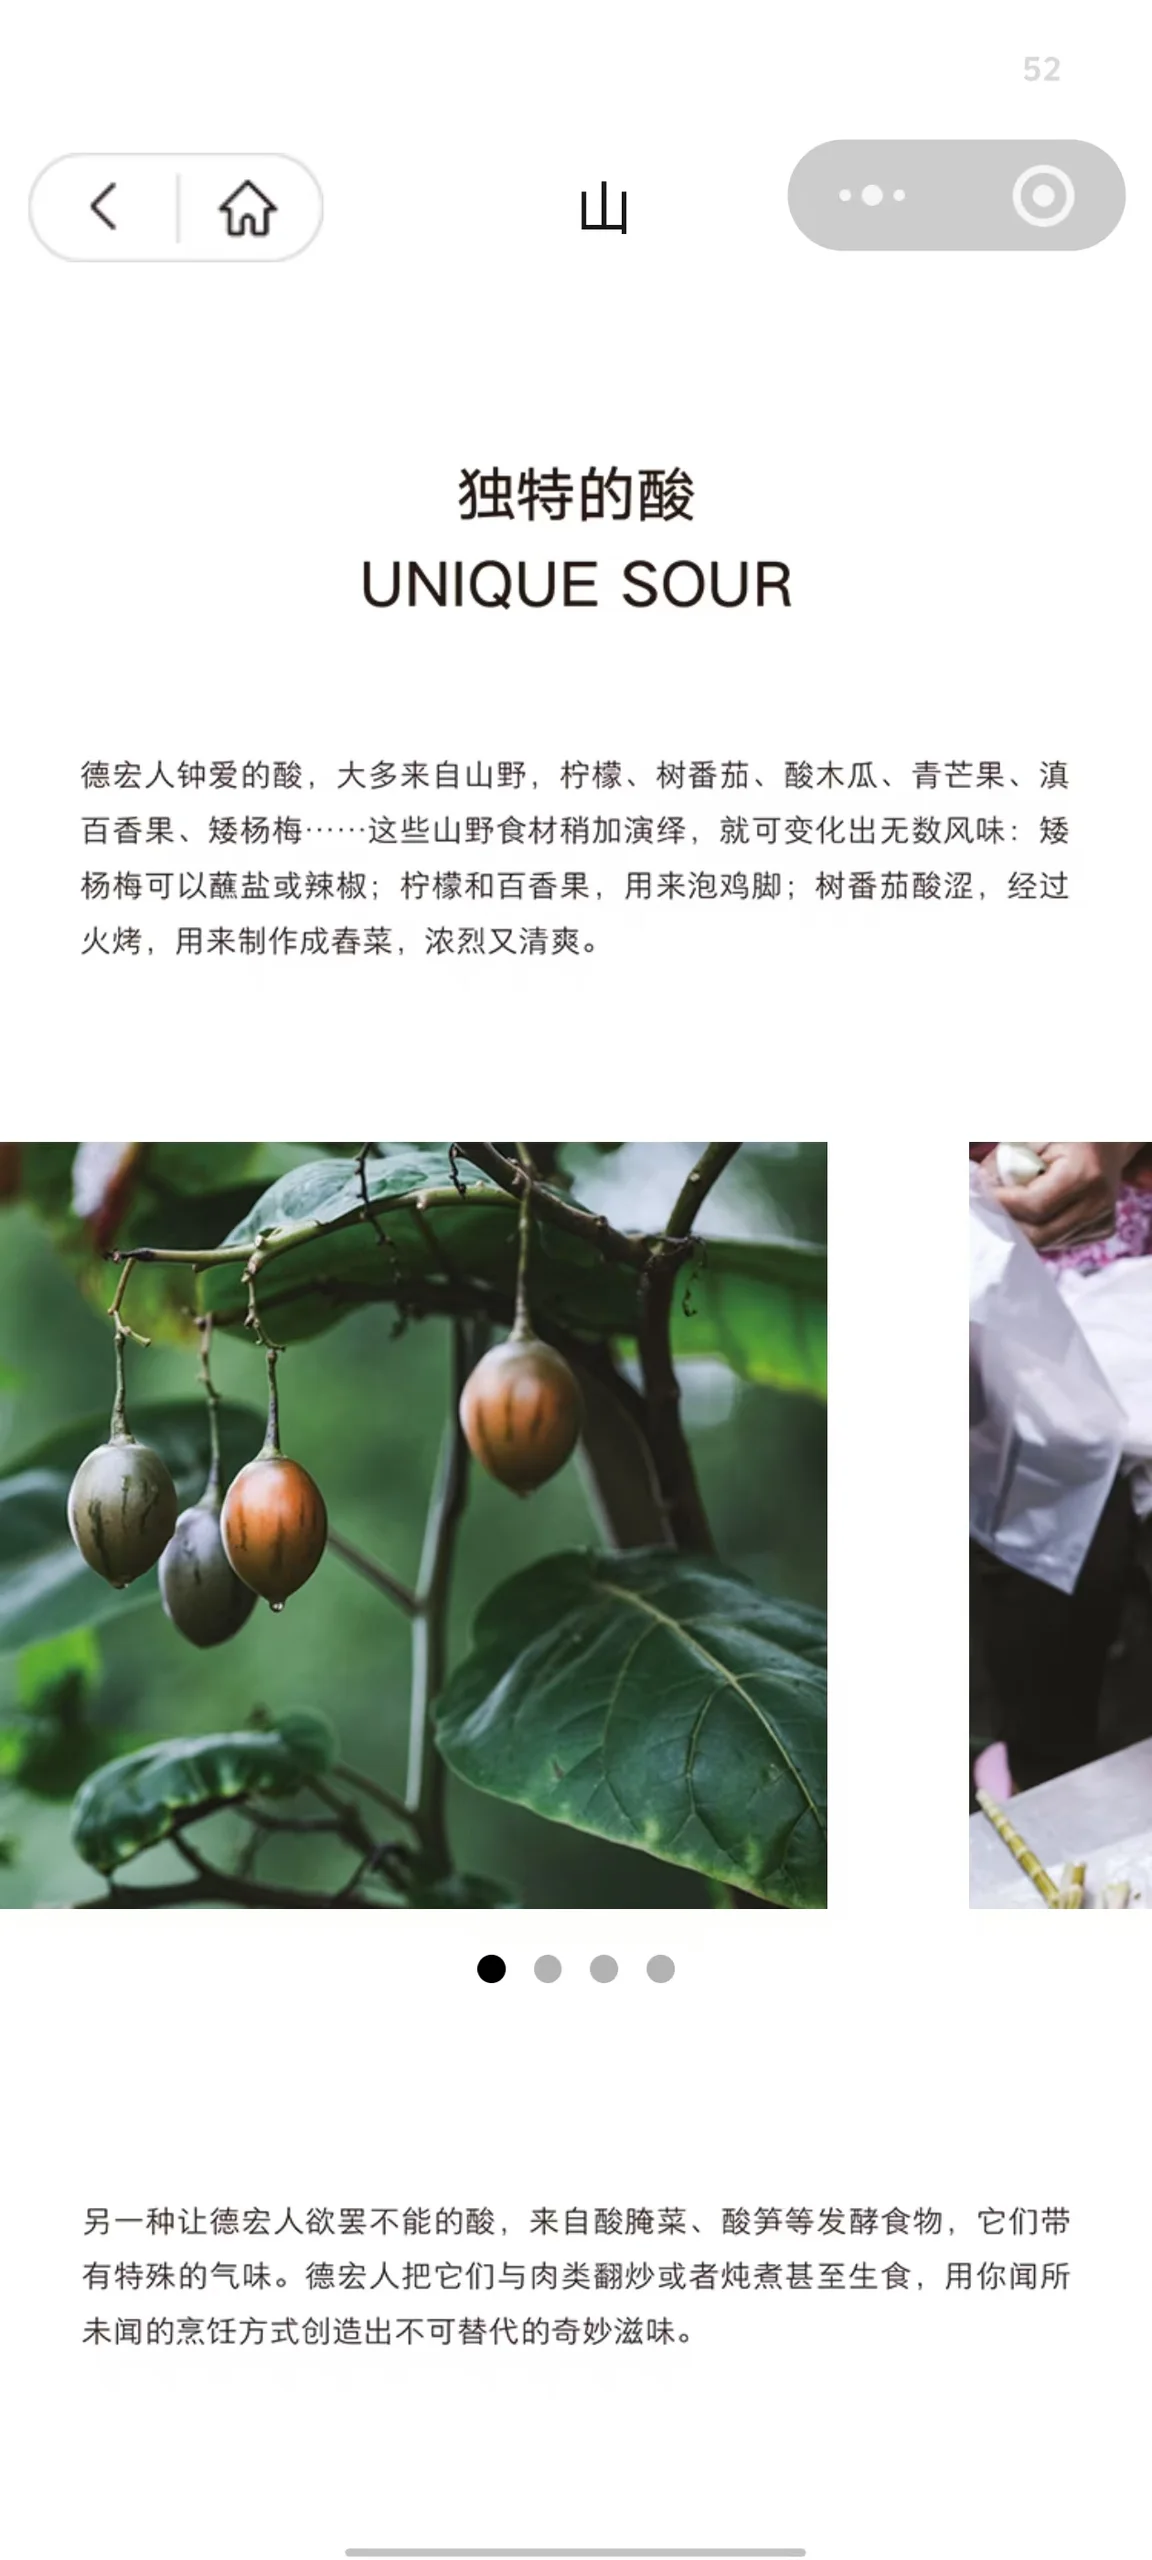 52
山
独特的酸
UNIQUE SOUR
德宏人钟爱的酸，大多来自山野，柠檬、树番茄、酸木瓜、青芒果、滇
百香果、矮杨梅……这些山野食材稍加演绎，就可变化出无数风味：矮
杨梅可以蘸盐或辣椒；柠檬和百香果，用来泡鸡脚；树番茄酸涩，经过
火烤，用来制作成舂菜，浓烈又清爽。
另一种让德宏人欲罢不能的酸，来自酸腌菜、酸笋等发酵食物，它们带
有特殊的气味。德宏人把它们与肉类翻炒或者炖煮甚至生食，用你闻所
未闻的烹饪方式创造出不可替代的奇妙滋味。